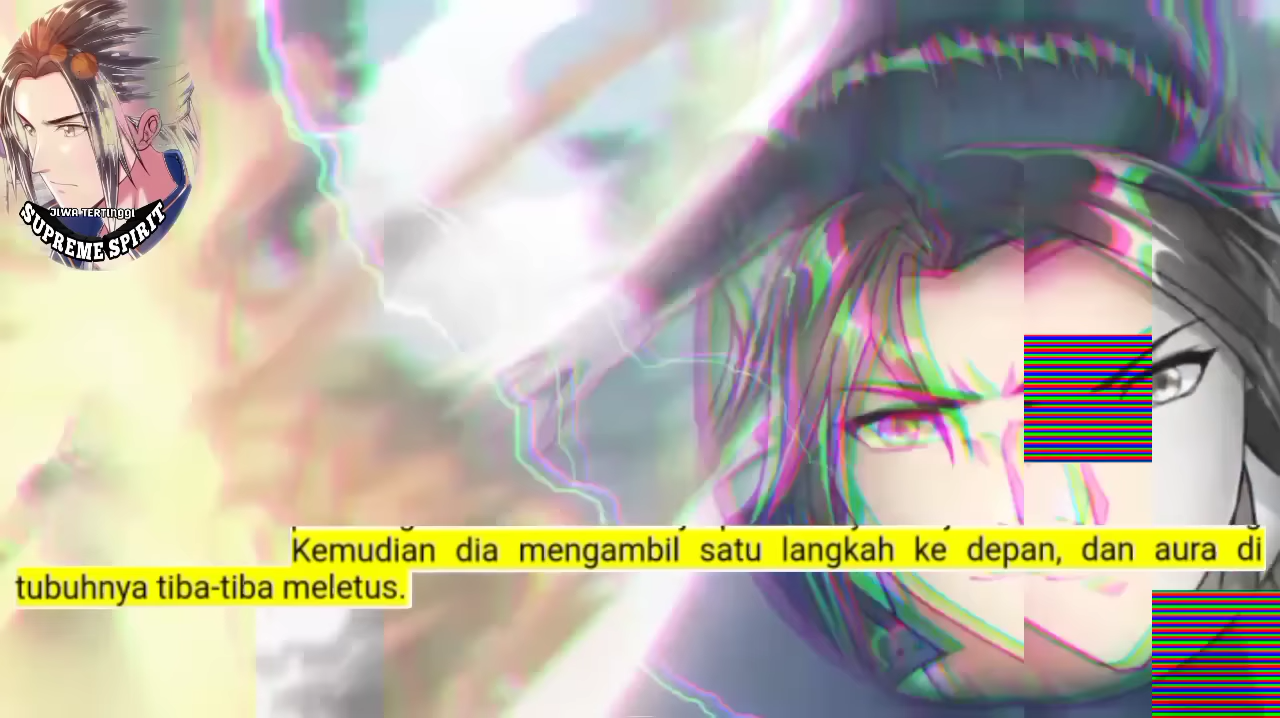 JIWA TERTINGGI
SUPREME SPIRIT
Kemudian dia mengambil satu langkah ke depan, dan aura di
tubuhnya tiba-tiba meletus.